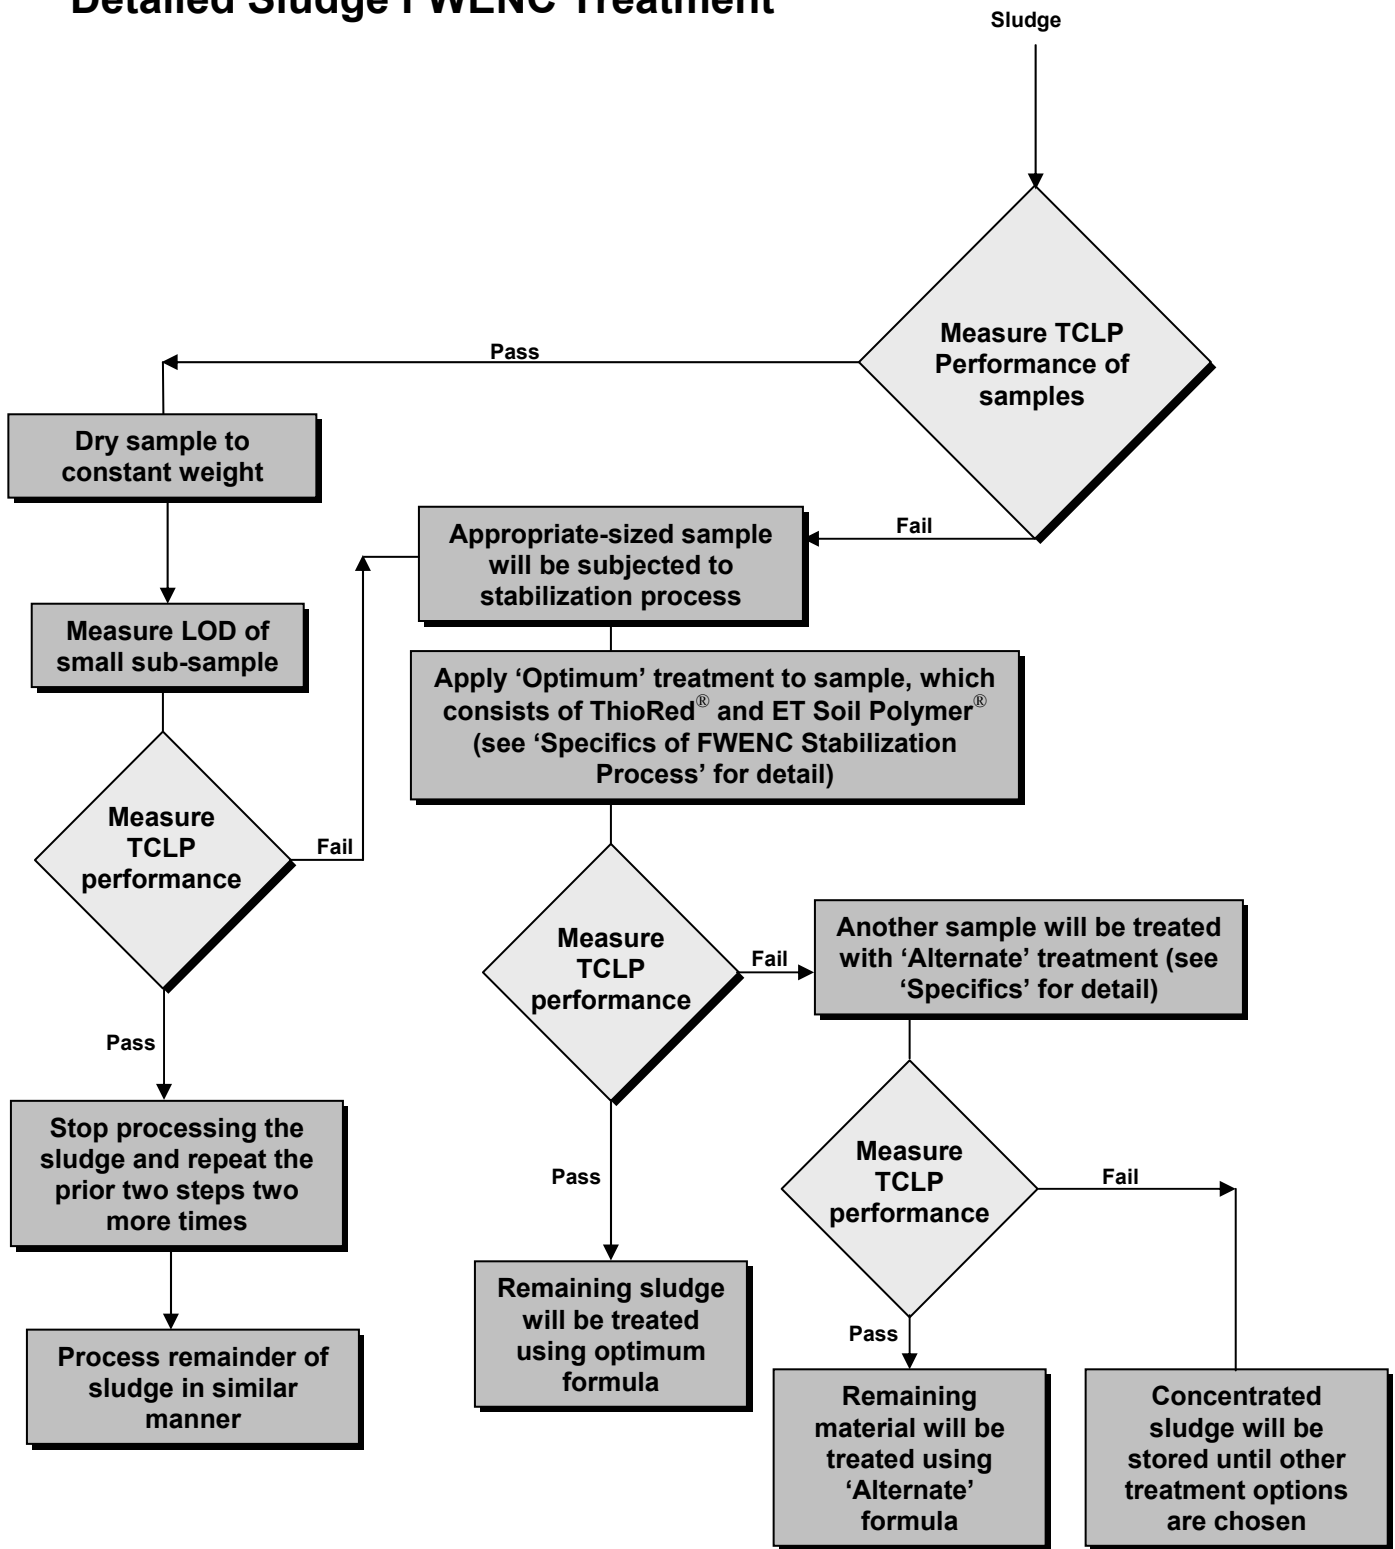 Detailed Sludge FWENC Treatment
Sludge
Measure TCLP
Performance of
samples
Pass
Dry sample to
constant weight
Fail
Appropriate-sized sample
will be subjected to
stabilization process
Measure LOD of
small sub-sample
Apply ‘Optimum’ treatment to sample, which
consists of ThioRed® and ET Soil Polymer®
(see ‘Specifics of FWENC Stabilization
Process’ for detail)
Measure
TCLP
performance
Fail
Measure
TCLP
performance
Fail
Another sample will be treated
with ‘Alternate’ treatment (see
‘Specifics’ for detail)
Pass
Stop processing the
sludge and repeat the
prior two steps two
more times
Measure
TCLP
performance
Fail
Pass
Remaining sludge
will be treated
using optimum
formula
Process remainder of
sludge in similar
manner
Pass
Remaining
material will be
treated using
‘Alternate’
formula
Concentrated
sludge will be
stored until other
treatment options
are chosen